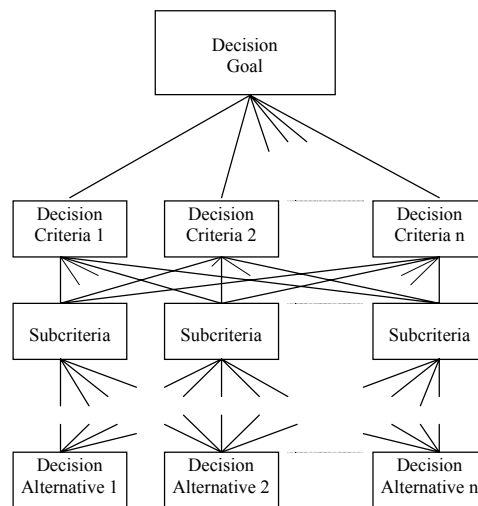 Decision
Goal
Decision
Criteria 1
Decision
Criteria 2
Decision
Criteria n
Subcriteria
Subcriteria
Subcriteria
Decision
Alternative 1
Decision
Alternative 2
Decision
Alternative n